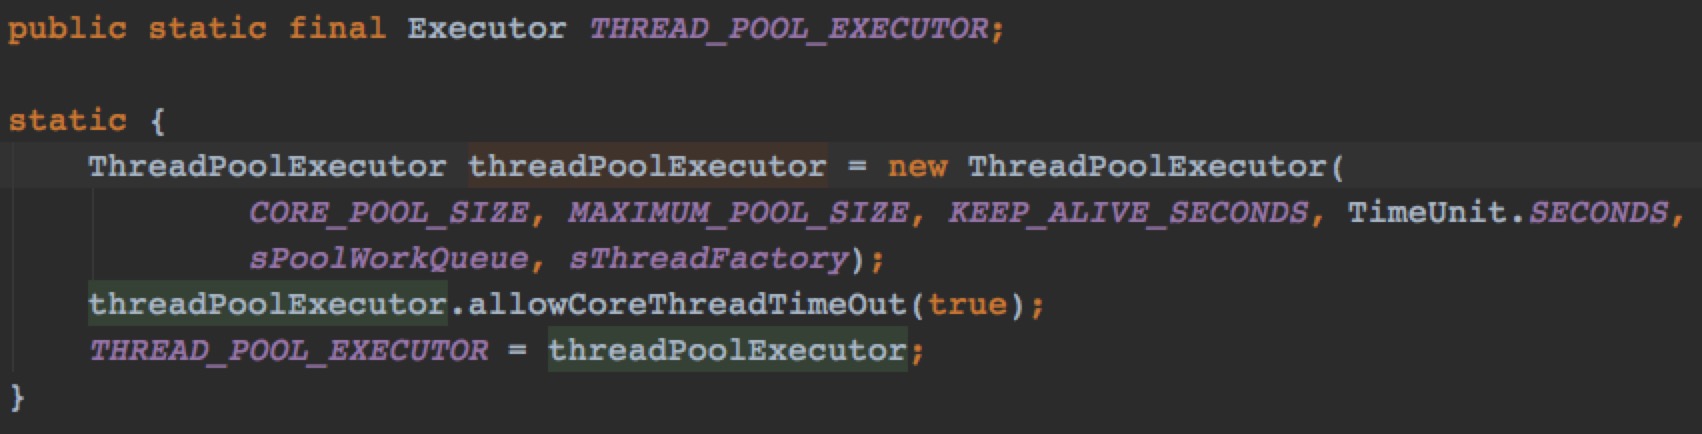 public static final Executor THREAD_POOL_EXECUTOR;
static {
ThreadPoolExecutor threadPoolExecutor = new ThreadPoolExecutor(
CORE_POOL_SIZE, MAXIMUM_POOL_SIZE, KEEP_ALIVE_SECONDS, TimeUnit.SECONDS,
sPoolWorkQueue, sThreadFactory);
threadPoolExecutor.allowCoreThreadTimeOut(true);
THREAD_POOL_EXECUTOR = threadPoolExecutor;
}